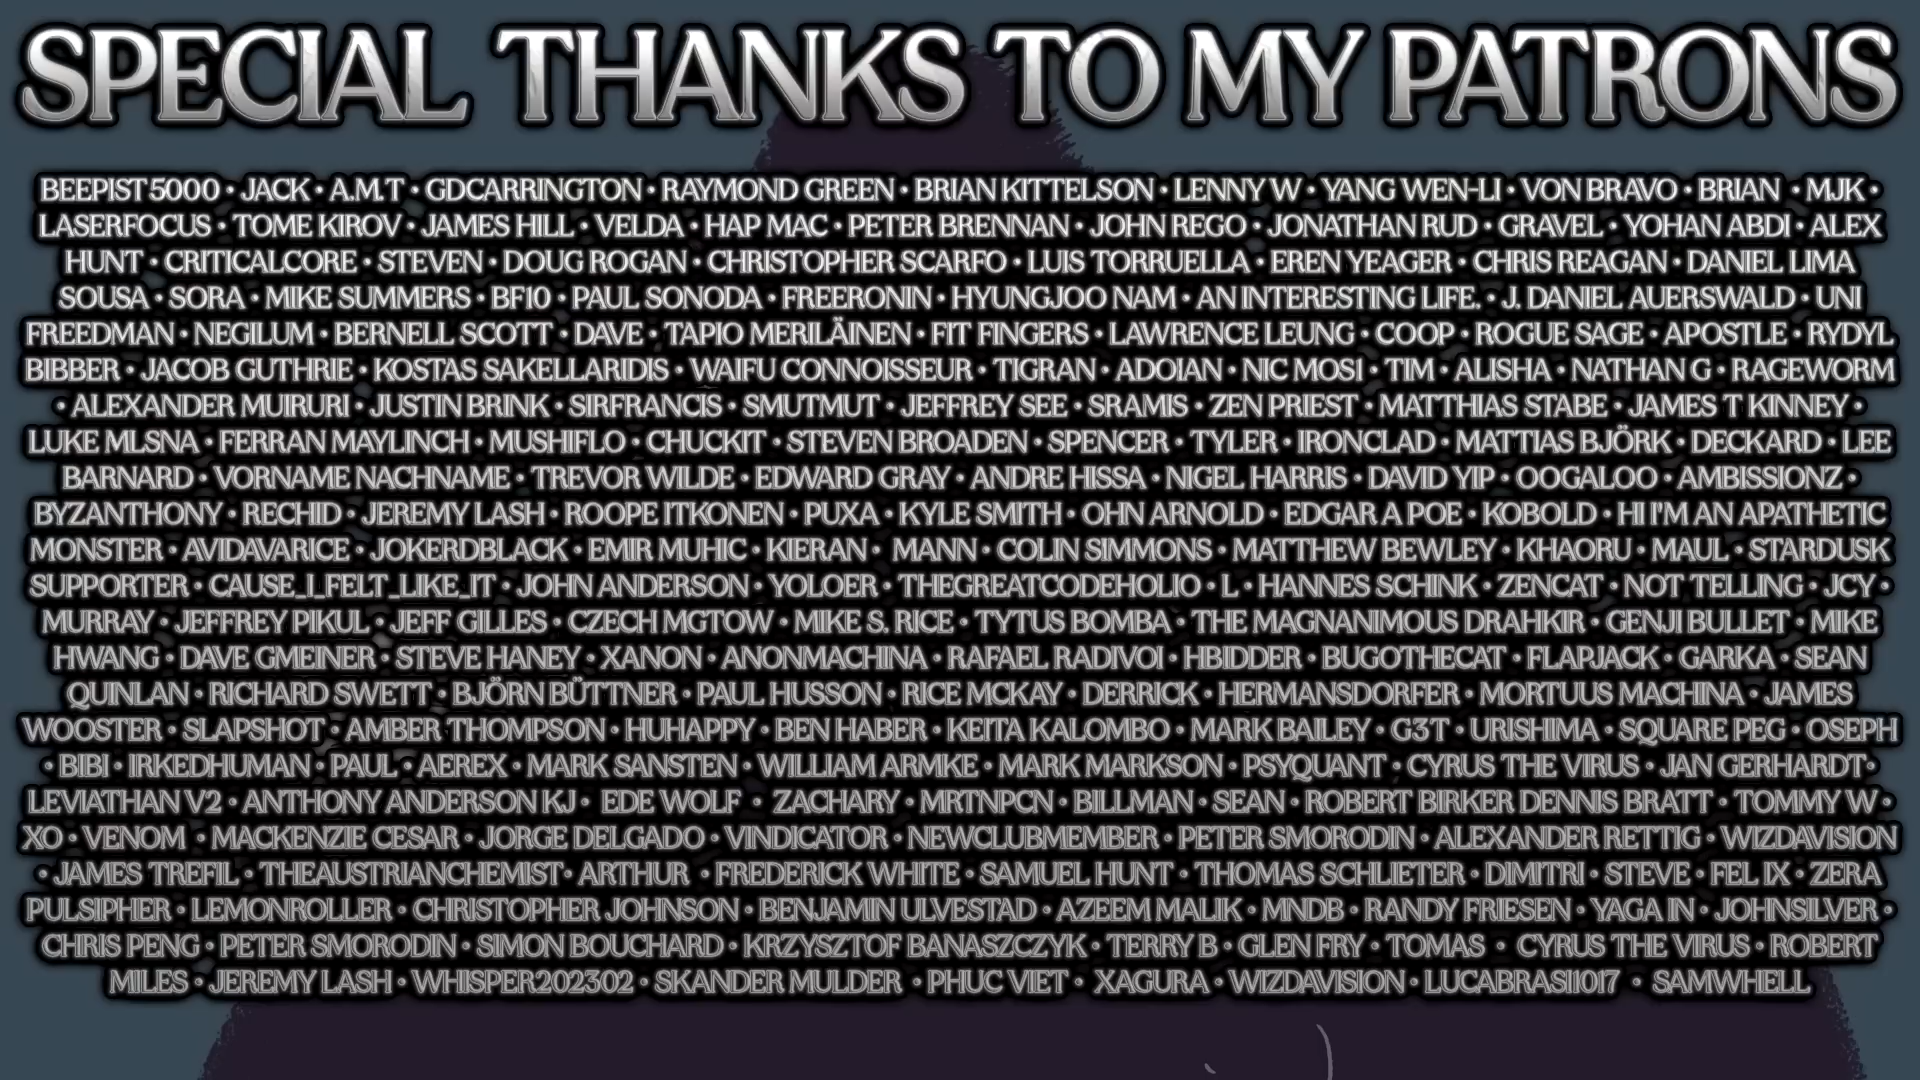 SPECIAL THANKS TO MY PATRONS
BEEPIST5000 • JACK • A.M.T • GDCARRINGTON • RAYMOND GREEN • BRIAN KITTELSON • LENNY W • YANG WEN-LI • VON BRAVO • BRIAN • MJK •
LASERFOCUS • TOME KIROV • JAMES HILL • VELDA • HAP MAC • PETER BRENNAN • JOHN REGO • JONATHAN RUD • GRAVEL • YOHAN ABDI • ALEX
HUNT • CRITICALCORE • STEVEN • DOUG ROGAN • CHRISTOPHER SCARFO • LUIS TORRUELLA • EREN YEAGER • CHRIS REAGAN • DANIEL LIMA
SOUSA • SORA • MIKE SUMMERS • BF10 • PAUL SONODA • FREERONIN • HYUNGJOO NAM • AN INTERESTING LIFE. • J. DANIEL AUERSWALD • UNI
FREEDMAN • NEGILUM • BERNELL SCOTT • DAVE • TAPIO MERILÄINEN • FIT FINGERS • LAWRENCE LEUNG • COOP • ROGUE SAGE • APOSTLE • RYDYL
BIBBER • JACOB GUTHRIE • KOSTAS SAKELLARIDIS • WAIFU CONNOISSEUR • TIGRAN • ADOIAN • NIC MOSI • TIM • ALISHA • NATHAN G • RAGEWORM
• ALEXANDER MUIRURI • JUSTIN BRINK • SIRFRANCIS • SMUTMUT • JEFFREY SEE • SRAMIS • ZEN PRIEST • MATTHIAS STABE • JAMES T KINNEY •
LUKE MLSNA • FERRAN MAYLINCH • MUSHIFLO • CHUCKIT • STEVEN BROADEN • SPENCER • TYLER • IRONCLAD • MATTIAS BJÖRK • DECKARD • LEE
BARNARD • VORNAME NACHNAME • TREVOR WILDE • EDWARD GRAY • ANDRE HISSA • NIGEL HARRIS • DAVID YIP • OOGALOO • AMBISSIONZ •
BYZANTHONY • RECHID • JEREMY LASH • ROOPE ITKONEN • PUXA • KYLE SMITH • OHN ARNOLD • EDGAR A POE • KOBOLD • HI I'M AN APATHETIC
MONSTER • AVIDAVARICE • JOKERDBLACK • EMIR MUHIC • KIERAN • MANN • COLIN SIMMONS • MATTHEW BEWLEY • KHAORU • MAUL • STARDUSK
SUPPORTER • CAUSE_I_FELT_LIKE_IT • JOHN ANDERSON • YOLOER • THEGREATCODEHOLIO • L • HANNES SCHINK • ZENCAT • NOT TELLING • JCY •
MURRAY • JEFFREY PIKUL • JEFF GILLES • CZECH MGTOW • MIKE S. RICE • TYTUS BOMBA • THE MAGNANIMOUS DRAHKIR • GENJI BULLET • MIKE
HWANG • DAVE GMEINER • STEVE HANEY • XANON • ANONMACHINA • RAFAEL RADIVOI • HBIDDER • BUGOTHECAT • FLAPJACK • GARKA • SEAN
QUINLAN • RICHARD SWETT • BJÖRN BÜTTNER • PAUL HUSSON • RICE MCKAY • DERRICK • HERMANSDORFER • MORTUUS MACHINA • JAMES
WOOSTER • SLAPSHOT • AMBER THOMPSON • HUHAPPY • BEN HABER • KEITA KALOMBO • MARK BAILEY • G3T • URISHIMA • SQUARE PEG • OSEPH
• BIBI • IRKEDHUMAN • PAUL • AEREX • MARK SANSTEN • WILLIAM ARMKE • MARK MARKSON • PSYQUANT • CYRUS THE VIRUS • JAN GERHARDT•
LEVIATHAN V2 • ANTHONY ANDERSON KJ • EDE WOLF • ZACHARY • MRTNPCN • BILLMAN • SEAN • ROBERT BIRKER DENNIS BRATT • TOMMY W •
XO • VENOM • MACKENZIE CESAR • JORGE DELGADO • VINDICATOR • NEWCLUBMEMBER • PETER SMORODIN • ALEXANDER RETTIG • WIZDAVISION
• JAMES TREFIL • THEAUSTRIANCHEMIST• ARTHUR • FREDERICK WHITE • SAMUEL HUNT • THOMAS SCHLIETER • DIMITRI • STEVE • FEL IX • ZERA
PULSIPHER • LEMONROLLER • CHRISTOPHER JOHNSON • BENJAMIN ULVESTAD • AZEEM MALIK • MNDB • RANDY FRIESEN • YAGA IN • JOHNSILVER •
CHRIS PENG • PETER SMORODIN • SIMON BOUCHARD • KRZYSZTOF BANASZCZYK • TERRY B • GLEN FRY • TOMAS • CYRUS THE VIRUS • ROBERT
MILES • JEREMY LASH • WHISPER202302 • SKANDER MULDER • PHUC VIET • XAGURA • WIZDAVISION • LUCABRASI1017 • SAMWHELL